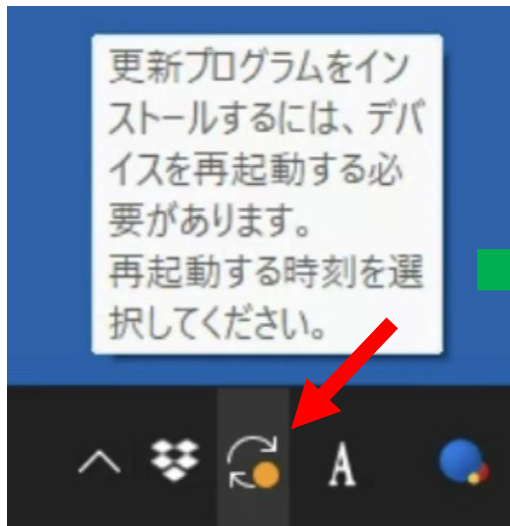 更新プログラムをイン
ストールするには、デバ
イスを再起動する必
要があります。
再起動する時刻を選
択してください。
A